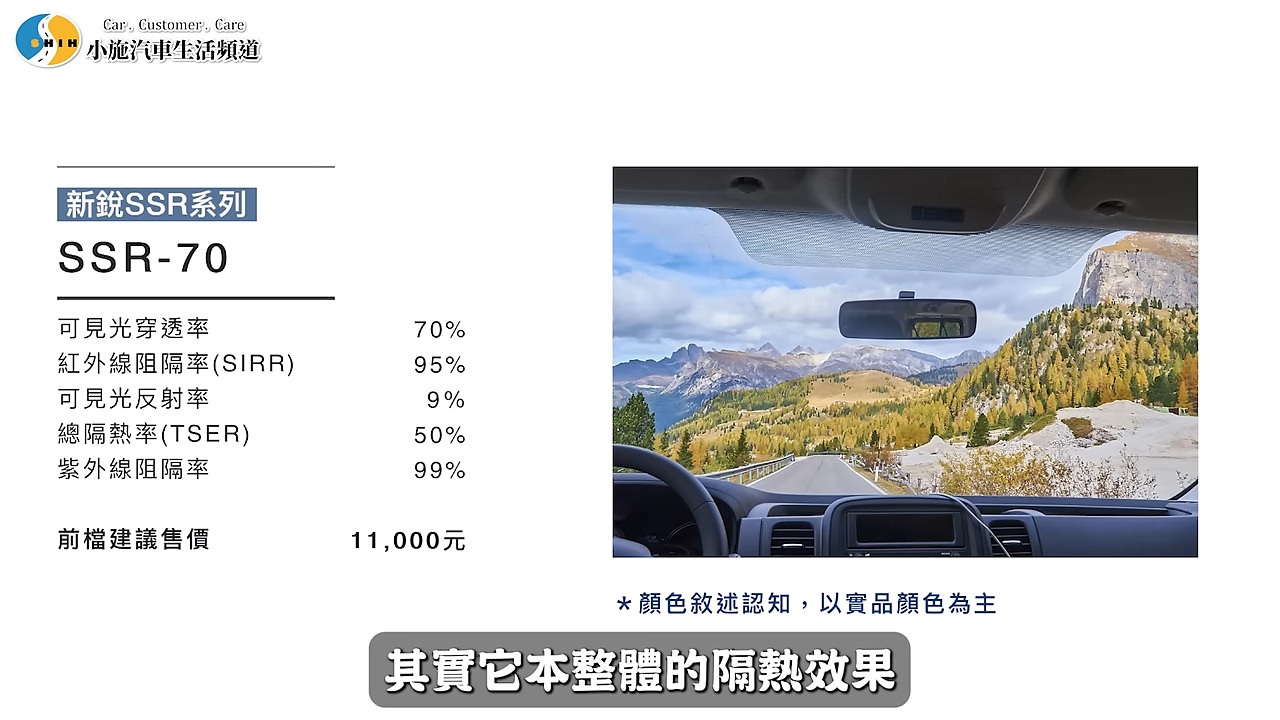 Car. Customer. Care
SHIH
小施汽車生活頻道
新銳SSR系列
SSR-70
可見光穿透率 70%
紅外線阻隔率(SIRR) 95%
可見光反射率 9%
總隔熱率(TSER) 50%
紫外線阻隔率 99%
前檔建議售價 11,000元
＊顏色敘述認知，以實品顏色為主
其實它本整體的隔熱效果